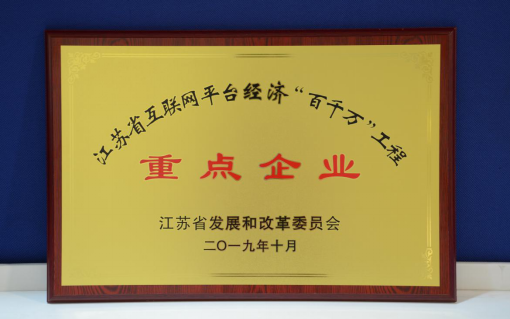 江苏省互联网平台经济“百千万”工程
重点企业
江苏省发展和改革委员会
二〇一九年十月